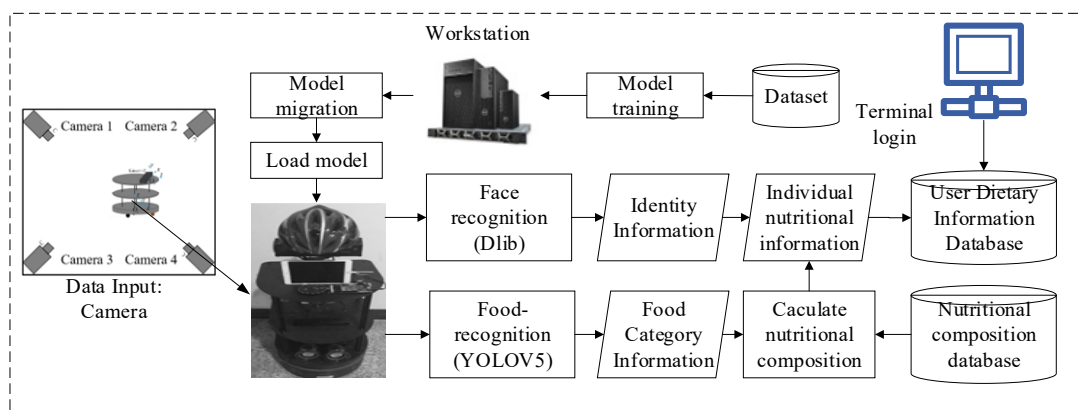 Workstation
Model
migration
Model
training
Dataset
Terminal
login
Camera 1
Camera 2
Load model
Camera 3
Camera 4
Data Input:
Camera
Face
recognition
(Dlib)
Identity
Information
Individual
nutritional
information
User Dietary
Information
Database
Food-
recognition
(YOLOV5)
Food
Category
Information
Caculate
nutritional
composition
Nutritional
composition
database